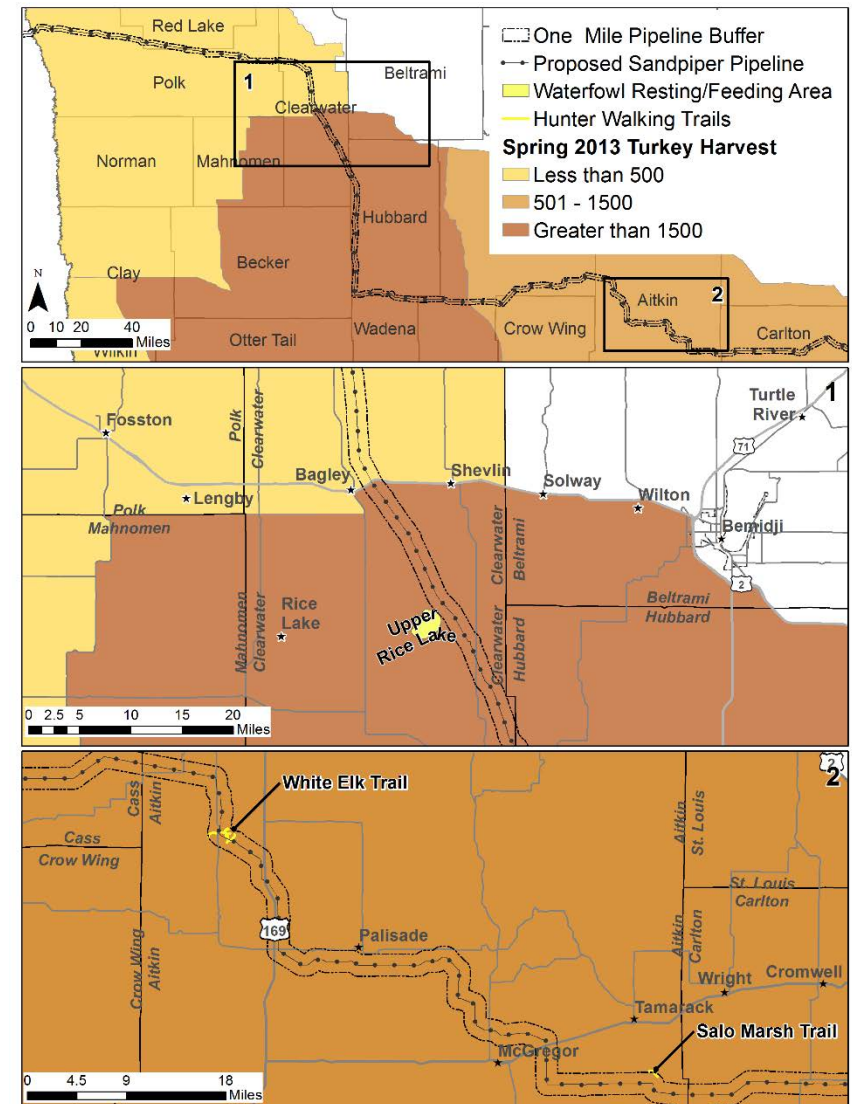 Red Lake
Beltrami
Polk
1
Clearwater
Norman
Mahnomen
Hubbard
Becker
Clay
Aitkin
2
Otter Tail
Wadena
Crow Wing
Carlton
Wilkin
N
0 10 20 40
Miles
One Mile Pipeline Buffer
Proposed Sandpiper Pipeline
Waterfowl Resting/Feeding Area
Hunter Walking Trails
Spring 2013 Turkey Harvest
Less than 500
501 - 1500
Greater than 1500
1
Turtle
River
Fosston
Polk
Clearwater
71
Bagley
Shevlin
Solway
Lengby
Wilton
Polk
Mahnomen
Bemidji
Clearwater
Beltrami
2
Rice
Lake
Upper
Rice Lake
Beltrami
Hubbard
Mahnomen
Clearwater
Clearwater
Hubbard
0 2.5 5 10 15 20
Miles
2
2
White Elk Trail
Cass
Aitkin
Cass
Crow Wing
Aitkin
St. Louis
St. Louis
Carlton
169
Palisade
Crow Wing
Aitkin
Aitkin
Carlton
Wright
Cromwell
Tamarack
Salo Marsh Trail
McGregor
0 4.5 9 18
Miles